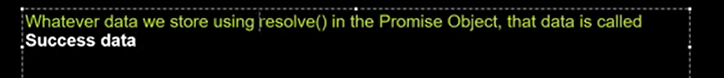 Whatever data we store using resolve() in the Promise Object, that data is called
Success data